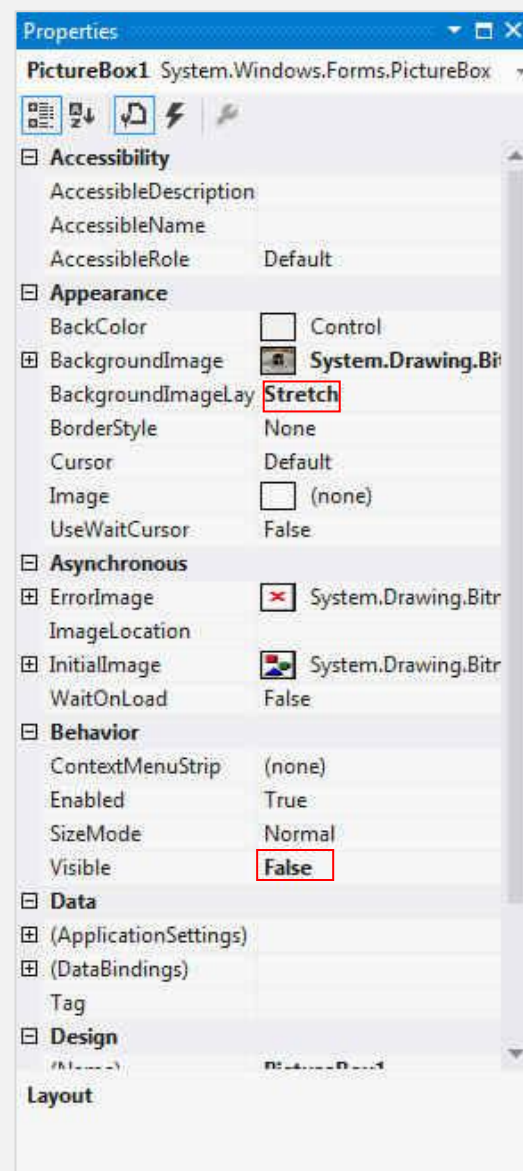 Properties
PictureBox1 System.Windows.Forms.PictureBox
Accessibility
AccessibleDescription
AccessibleName
AccessibleRole Default
Appearance
BackColor Control
BackgroundImage System.Drawing.Bit
BackgroundImageLay Stretch
BorderStyle None
Cursor Default
Image (none)
UseWaitCursor False
Asynchronous
ErrorImage System.Drawing.Bitr
ImageLocation
InitialImage System.Drawing.Bitr
WaitOnLoad False
Behavior
ContextMenuStrip (none)
Enabled True
SizeMode Normal
Visible False
Data
(ApplicationSettings)
(DataBindings)
Tag
Design
(Name) PictureBox1
Layout